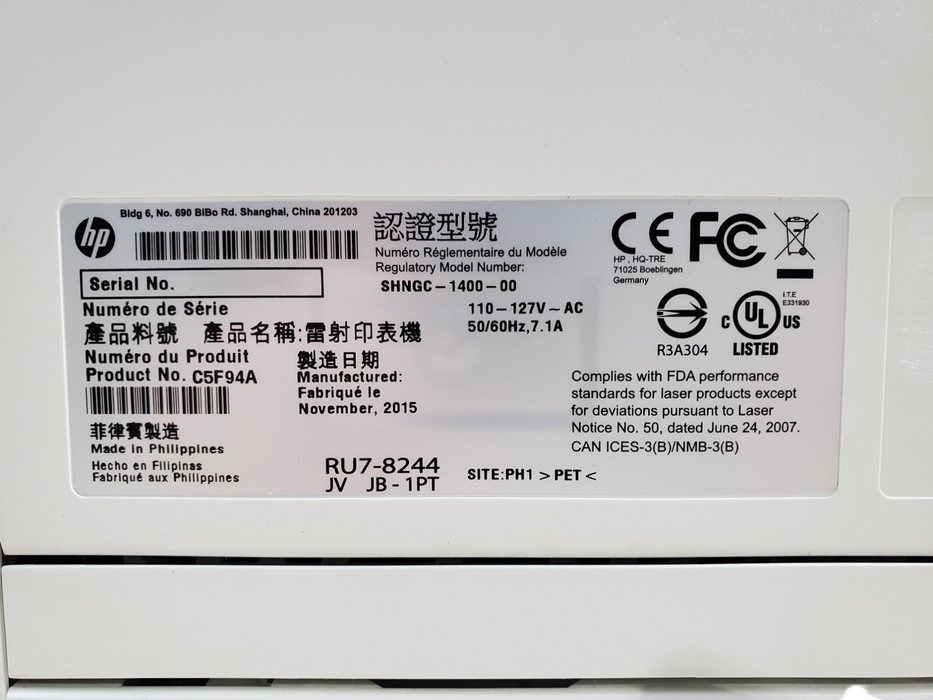 hp
Bldg 6, No. 690 BiBo Rd. Shanghai, China 201203
Serial No.
Numéro de Série
產品料號 產品名稱:雷射印表機
Numéro du Produit
Product No. C5F94A
菲律賓製造
Made in Philippines
Hecho en Filipinas
Fabriqué aux Philippines
製造日期
Manufactured:
Fabriqué le
November, 2015
RU7-8244
JV JB-1PT
SITE:PH1 >PET<
認證型號
Numéro Réglementaire du Modèle
Regulatory Model Number:
SHNGC-1400-00
110-127V~AC
50/60Hz,7.1A
CE FC
HP, HQ-TRE
71025 Boeblingen
Germany
R3A304
C UL US
LISTED
I.T.E
E331930
Complies with FDA performance
standards for laser products except
for deviations pursuant to Laser
Notice No. 50, dated June 24, 2007.
CAN ICES-3(B)/NMB-3(B)